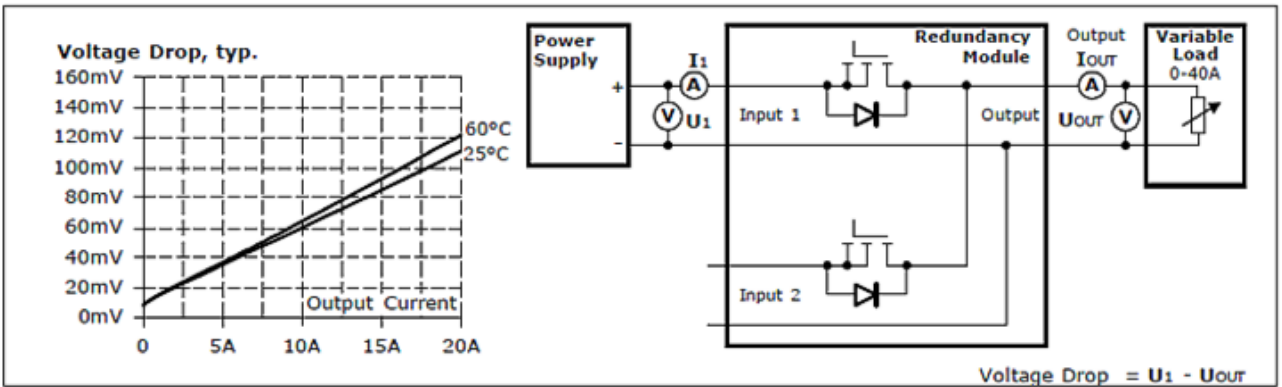 Voltage Drop, typ.
160mV
140mV
120mV
100mV
80mV
60mV
40mV
20mV
0mV
60°C
25°C
Output Current
0
5A
10A
15A
20A
Power
Supply
+
-
I1
A
V
U1
Redundancy
Module
Input 1
Output
Input 2
Output
IOUT
A
UOUT
V
Variable
Load
0-40A
Voltage Drop = U1 - UOUT